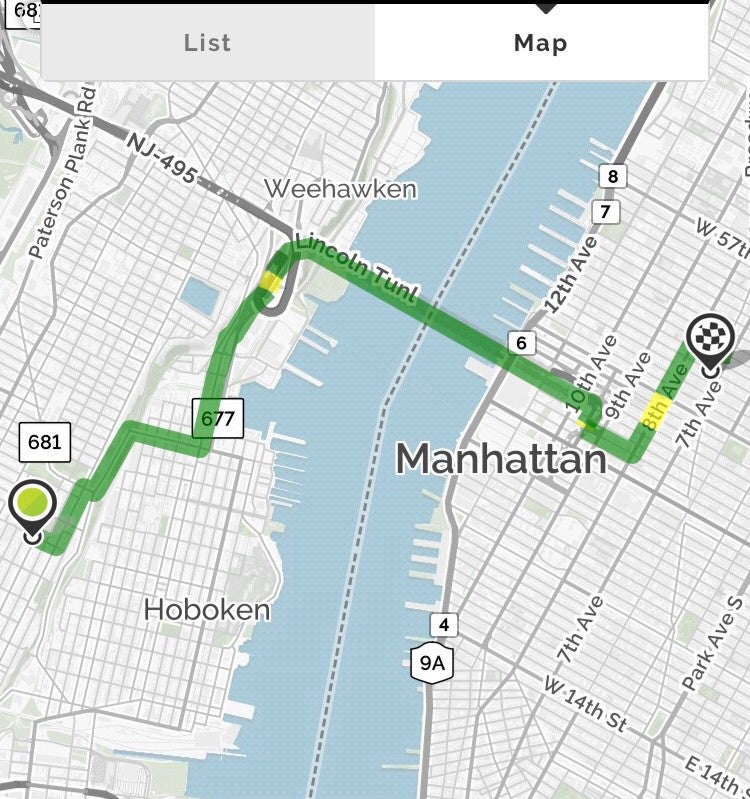 681
List
Map
Paterson Plank Rd
NJ-495
Weehawken
8
7
W 57th
Lincoln Tunl
12th Ave
6
10th Ave
9th Ave
8th Ave
7th Ave
677
681
Manhattan
Hoboken
4
9A
7th Ave
Park Ave S
W 14th St
E 14th St